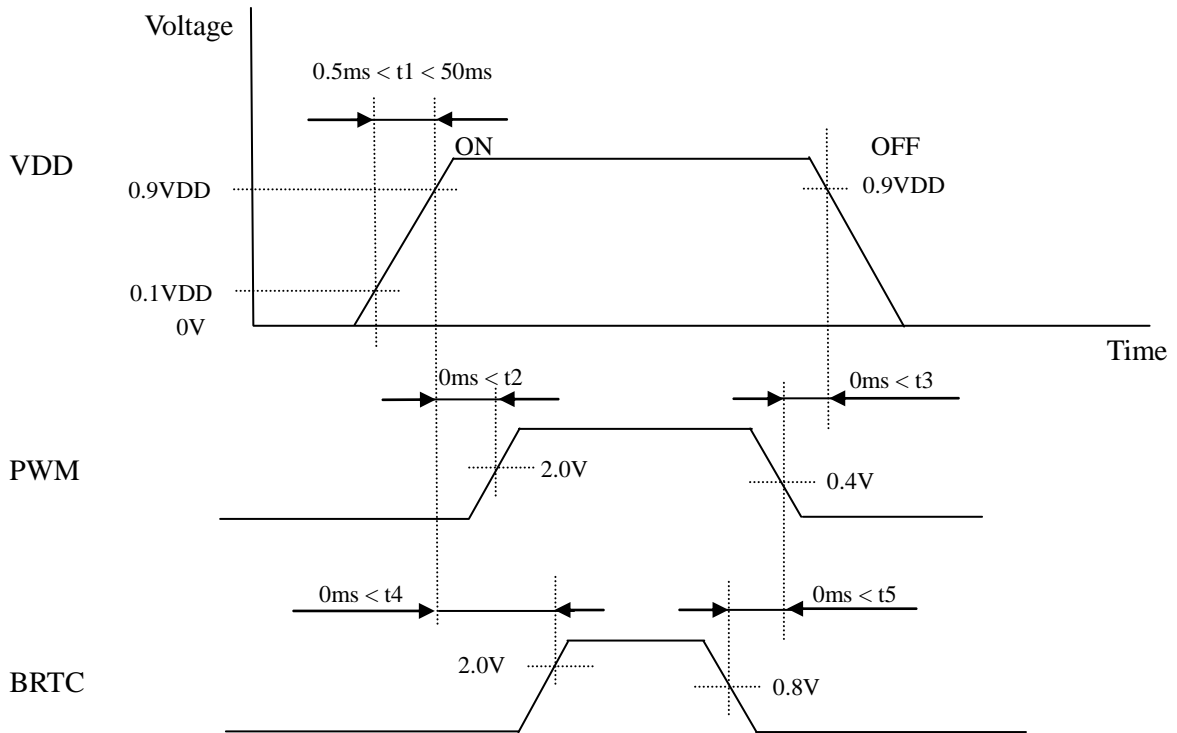 Voltage
0.5ms < t1 < 50ms
ON
OFF
VDD
0.9VDD
0.9VDD
0.1VDD
0V
Time
0ms < t2
0ms < t3
PWM
2.0V
0.4V
0ms < t4
0ms < t5
2.0V
BRTC
0.8V